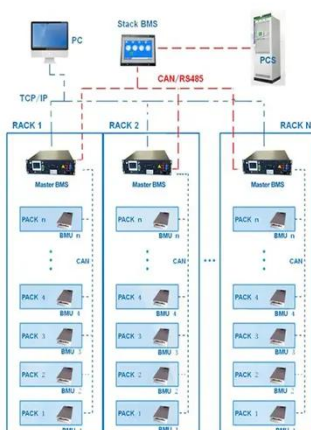 PC
Stack BMS
PCS
CAN/RS485
TCP/IP
RACK 1
RACK 2
RACK N
Master BMS
Master BMS
Master BMS
PACK n
BMU n
PACK n
BMU n
PACK n
BMU n
CAN
CAN
...
CAN
PACK 4
BMU 4
PACK 4
BMU 4
PACK 4
BMU 4
PACK 3
BMU 3
PACK 3
BMU 3
PACK 3
BMU 3
PACK 2
BMU 2
PACK 2
BMU 2
PACK 2
BMU 2
PACK 1
PACK 1
PACK 1